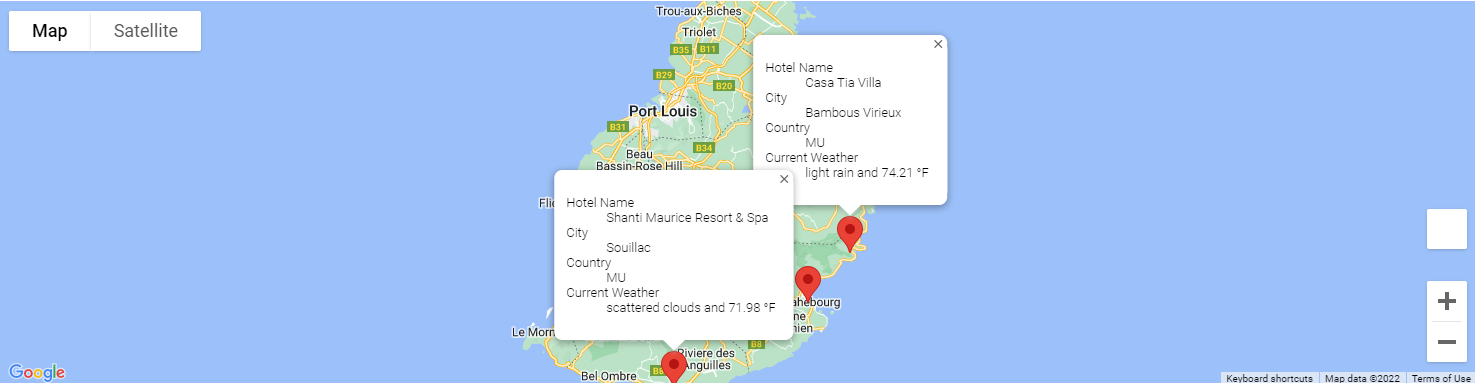 Map
Satellite
Trou-aux-Biches
Triolet
B35
B11
B29
B20
Port Louis
B31
B34
Beau
Bassin-Rose Hill
×
Hotel Name
Casa Tia Villa
City
Bambous Virieux
Country
MU
Current Weather
light rain and 74.21 °F
Flic
×
Hotel Name
Shanti Maurice Resort & Spa
City
Souillac
Country
MU
Current Weather
scattered clouds and 71.98 °F
ahebourg
Le Morn
B8
Riviere des
Anguilles
Bel Ombre
Google
Keyboard shortcuts
Map data ©2022
Terms of Use